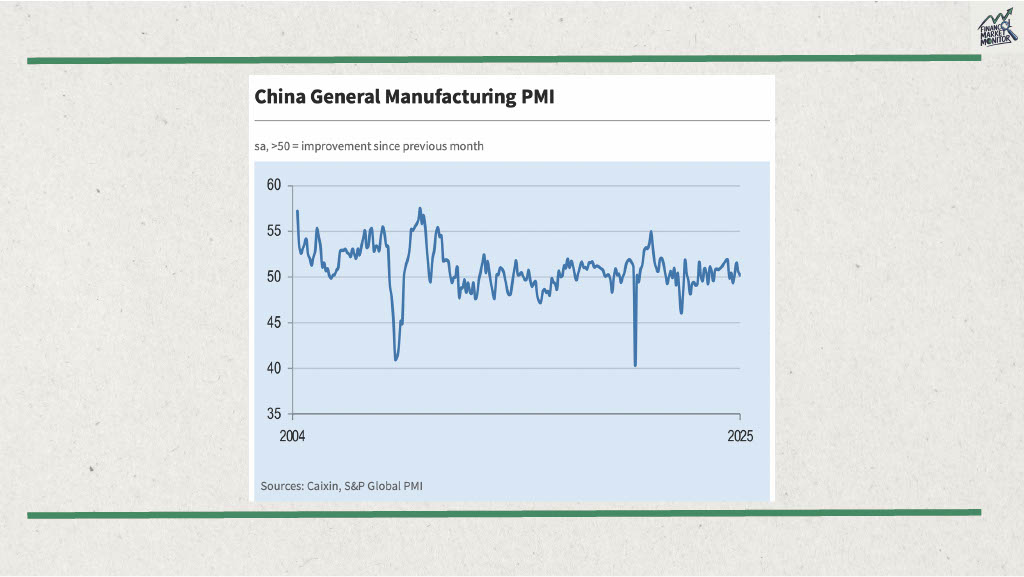 FINANCE
MARKET
MONITOR
China General Manufacturing PMI
sa, >50 = improvement since previous month
60
55
50
45
40
35
2004
2025
Sources: Caixin, S&P Global PMI